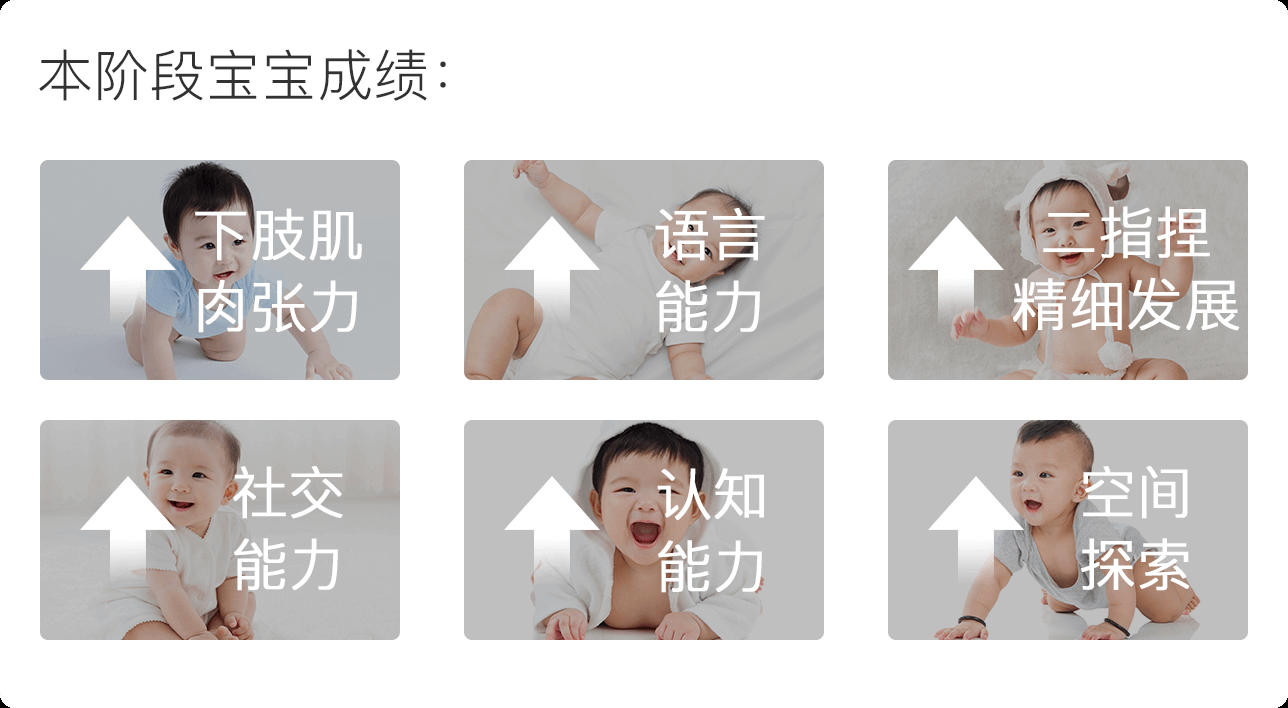 本阶段宝宝成绩：
下肢肌
肉张力
语言
能力
二指捏
精细发展
社交
能力
认知
能力
空间
探索